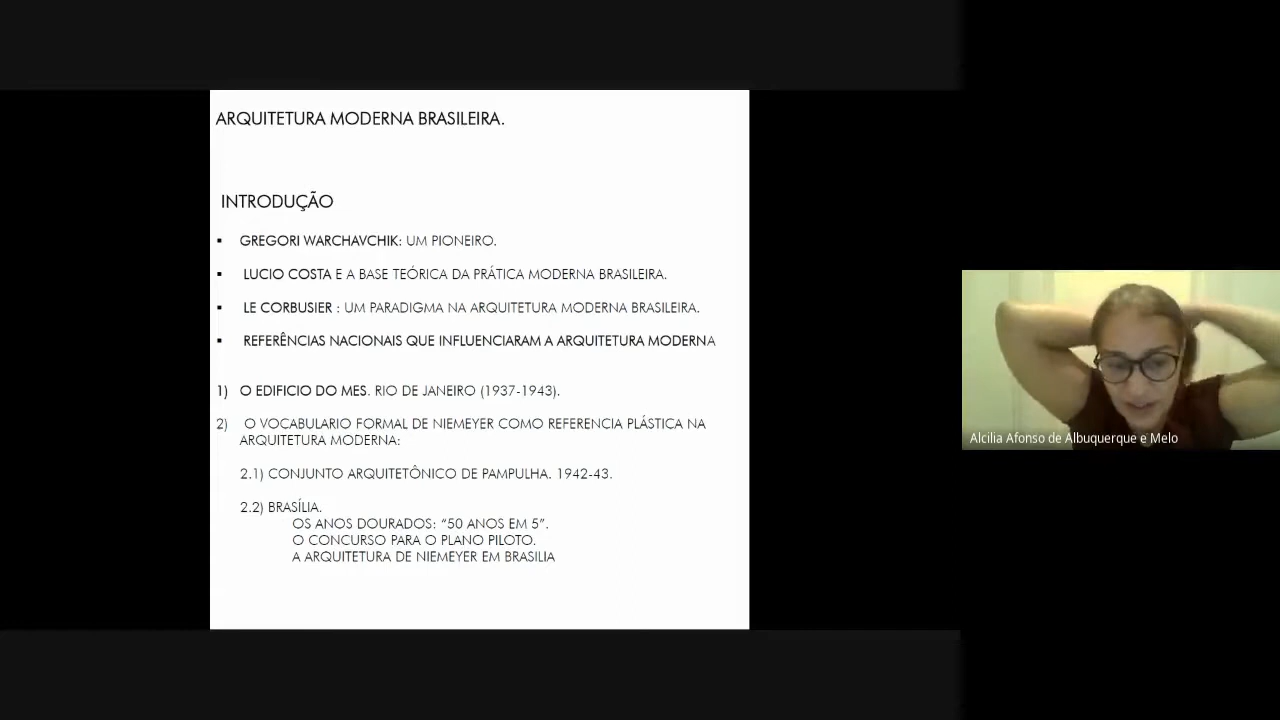 ARQUITETURA MODERNA BRASILEIRA.
INTRODUÇÃO
▪ GREGORI WARCHAVCHIK: UM PIONEIRO.
▪ LUCIO COSTA E A BASE TEÓRICA DA PRÁTICA MODERNA BRASILEIRA.
▪ LE CORBUSIER : UM PARADIGMA NA ARQUITETURA MODERNA BRASILEIRA.
▪ REFERÊNCIAS NACIONAIS QUE INFLUENCIARAM A ARQUITETURA MODERNA
1) O EDIFICIO DO MES. RIO DE JANEIRO (1937-1943).
2) O VOCABULARIO FORMAL DE NIEMEYER COMO REFERENCIA PLÁSTICA NA
ARQUITETURA MODERNA:
2.1) CONJUNTO ARQUITETÔNICO DE PAMPULHA. 1942-43.
2.2) BRASÍLIA.
OS ANOS DOURADOS: “50 ANOS EM 5”.
O CONCURSO PARA O PLANO PILOTO.
A ARQUITETURA DE NIEMEYER EM BRASILIA
Alcilia Afonso de Albuquerque e Melo